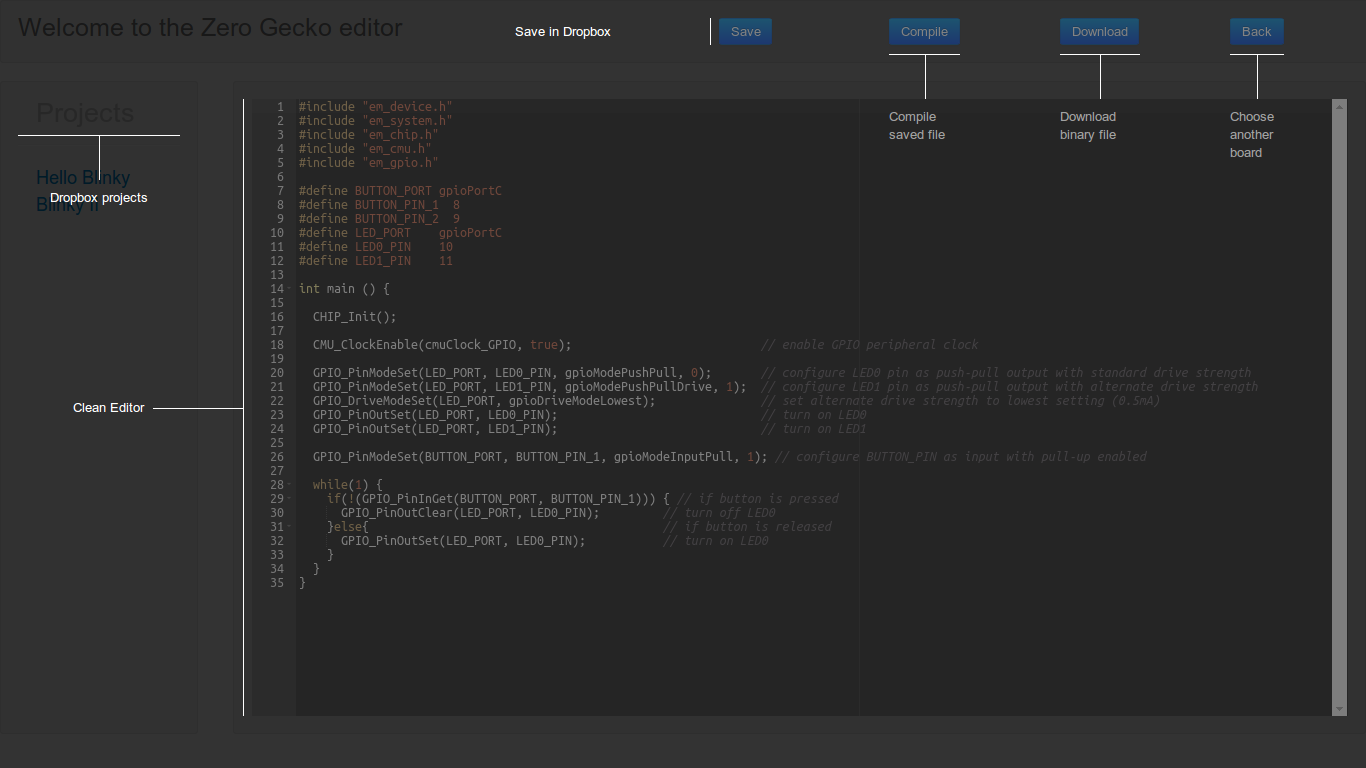 Welcome to the Zero Gecko editor
Save in Dropbox
Save
Compile
Download
Back
Projects
Hello Blinky
Blinky II
Dropbox projects
Clean Editor
Compile
saved file
Download
binary file
Choose
another
board
1 #include "em_device.h"
2 #include "em_system.h"
3 #include "em_chip.h"
4 #include "em_cmu.h"
5 #include "em_gpio.h"
6
7 #define BUTTON_PORT gpioPortC
8 #define BUTTON_PIN_1  8
9 #define BUTTON_PIN_2  9
10 #define LED_PORT    gpioPortC
11 #define LED0_PIN    10
12 #define LED1_PIN    11
13
14 int main () {
15
16   CHIP_Init();
17
18   CMU_ClockEnable(cmuClock_GPIO, true);                           // enable GPIO peripheral clock
19
20   GPIO_PinModeSet(LED_PORT, LED0_PIN, gpioModePushPull, 0);       // configure LED0 pin as push-pull output with standard drive strength
21   GPIO_PinModeSet(LED_PORT, LED1_PIN, gpioModePushPullDrive, 1);  // configure LED1 pin as push-pull output with alternate drive strength
22   GPIO_DriveModeSet(LED_PORT, gpioDriveModeLowest);               // set alternate drive strength to lowest setting (0.5mA)
23   GPIO_PinOutSet(LED_PORT, LED0_PIN);                             // turn on LED0
24   GPIO_PinOutSet(LED_PORT, LED1_PIN);                             // turn on LED1
25
26   GPIO_PinModeSet(BUTTON_PORT, BUTTON_PIN_1, gpioModeInputPull, 1); // configure BUTTON_PIN as input with pull-up enabled
27
28   while(1) {
29     if(!(GPIO_PinInGet(BUTTON_PORT, BUTTON_PIN_1))) { // if button is pressed
30       GPIO_PinOutClear(LED_PORT, LED0_PIN);         // turn off LED0
31     }else{                                          // if button is released
32       GPIO_PinOutSet(LED_PORT, LED0_PIN);           // turn on LED0
33     }
34   }
35 }